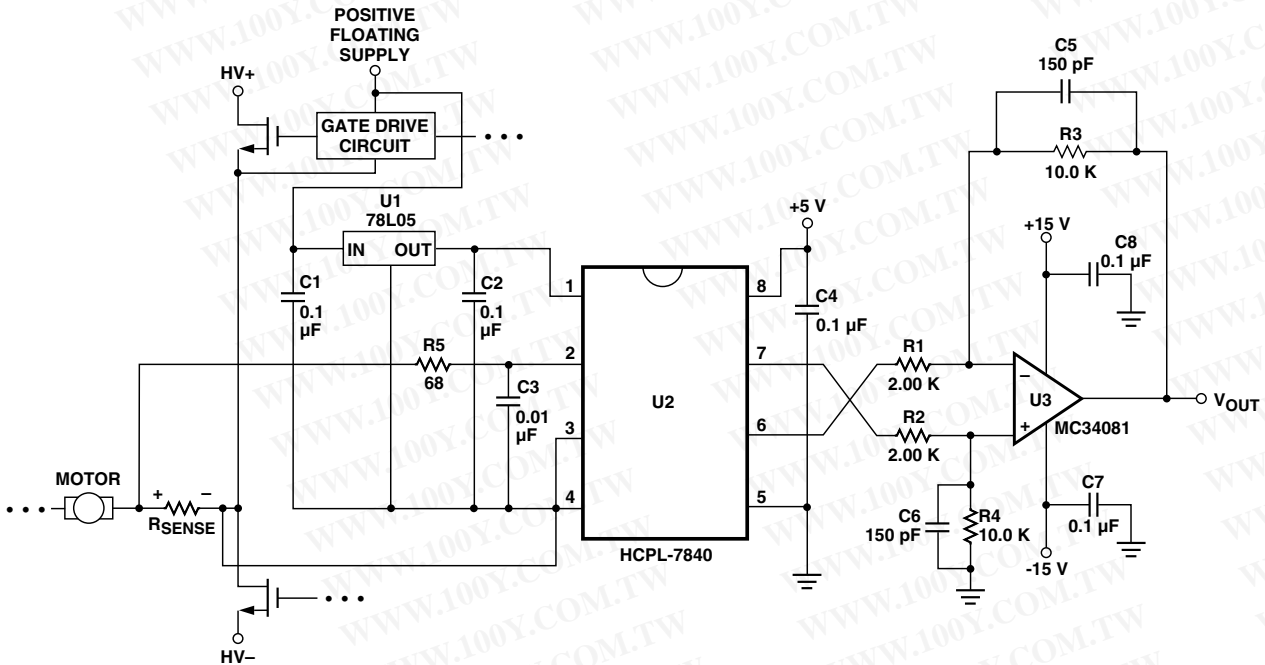 POSITIVE
FLOATING
SUPPLY
HV+
GATE DRIVE
CIRCUIT
U1
78L05
IN OUT
C1
0.1
µF
C2
0.1
µF
R5
68
C3
0.01
µF
MOTOR
+ −
RSENSE
HV−
1
2
3
4
U2
8
7
6
5
HCPL-7840
+5 V
C4
0.1 µF
R1
2.00 K
R2
2.00 K
C5
150 pF
R3
10.0 K
+15 V
C8
0.1 µF
−
U3
+
MC34081
VOUT
C6
150 pF
R4
10.0 K
C7
0.1 µF
-15 V
WWW.100Y.COM.TW